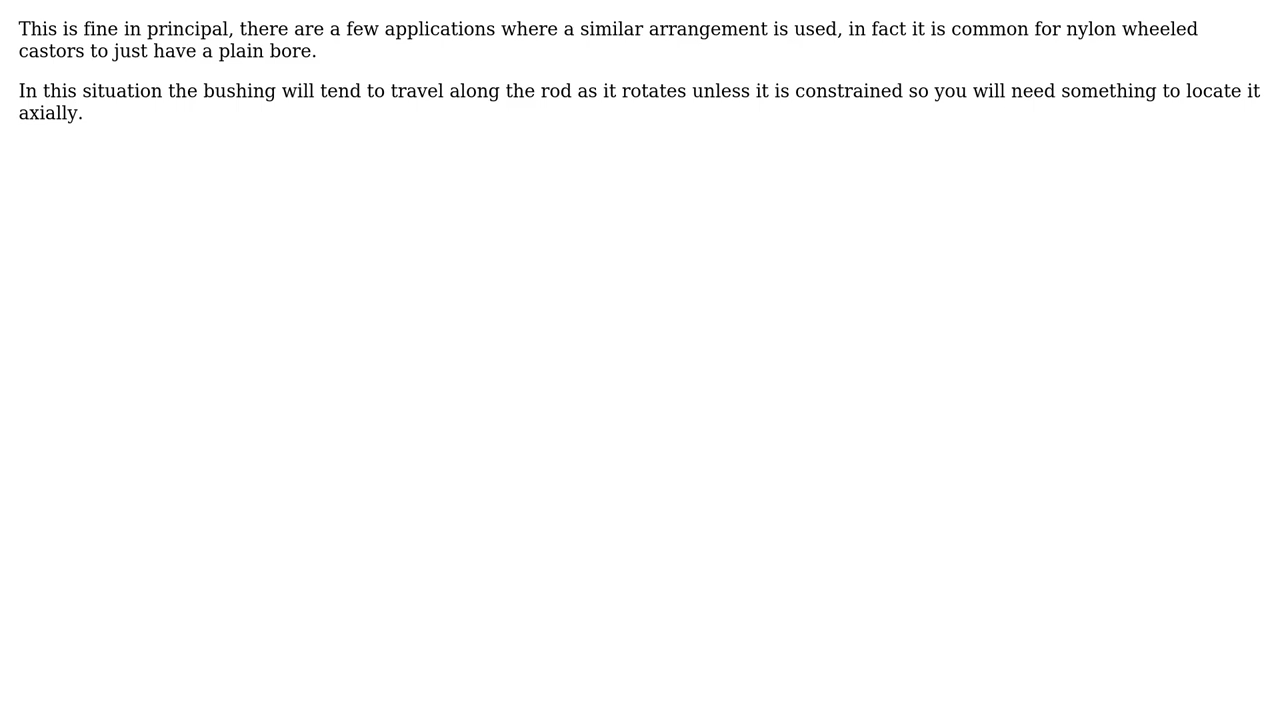 This is fine in principal, there are a few applications where a similar arrangement is used, in fact it is common for nylon wheeled
castors to just have a plain bore.
In this situation the bushing will tend to travel along the rod as it rotates unless it is constrained so you will need something to locate it
axially.